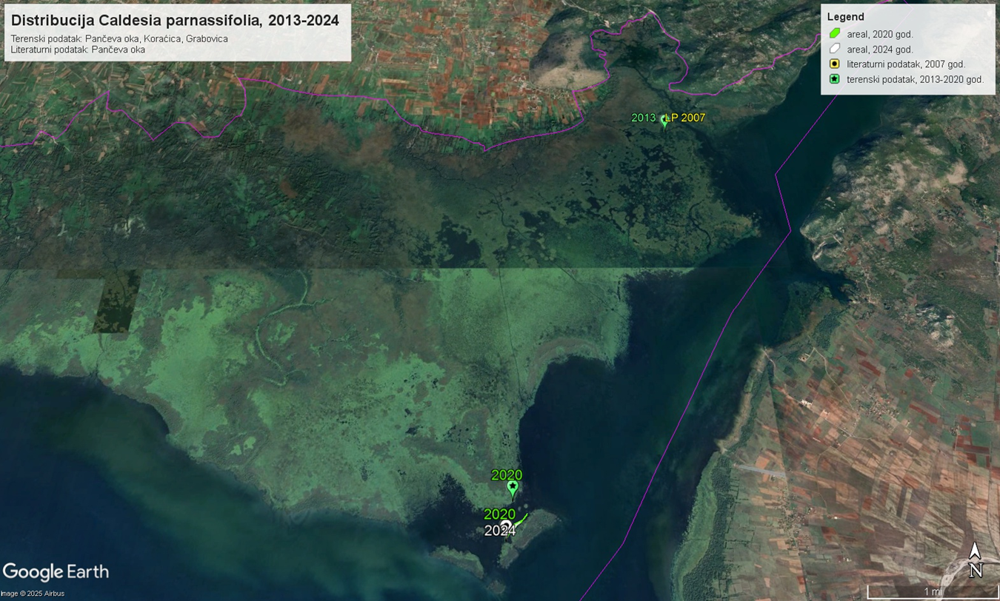 Distribucija Caldesia parnassifolia, 2013-2024
Terenski podatak: Pančeva oka, Koraćica, Grabovica
Literaturni podatak: Pančeva oka
Legend
areal, 2020 god.
areal, 2024 god.
literaturni podatak, 2007 god.
terenski podatak, 2013-2020 god.
2013 LP 2007
2020
2020
2024
Google Earth
Image © 2025 Airbus
N
1 mi